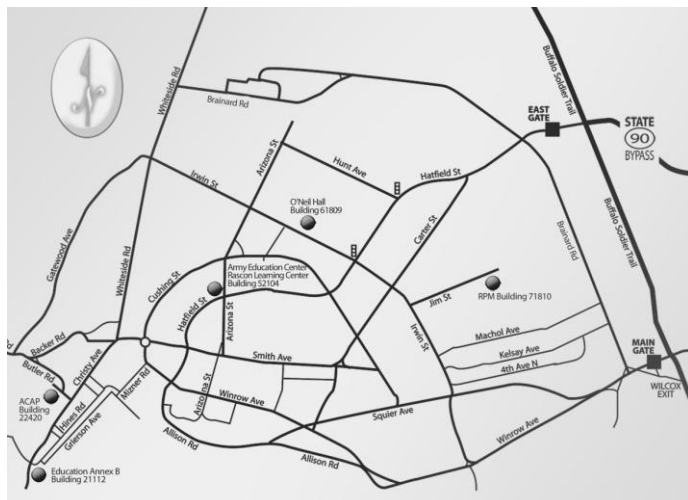 Whiteside Rd
Buffalo Soldier Trail
Brainard Rd
EAST
GATE
STATE
90
BYPASS
Arizona St
Hunt Ave
Hatfield St
Irwin St
O'Neil Hall
Building 61809
Carter St
Gatewood Ave
Whiteside Rd
Cushing St
Army Education Center
Rascon Learning Center
Building 52104
Hatfield St
Arizona St
Brainard Rd
Buffalo Soldier Trail
RPM Building 71810
Jim St
Irwin St
Machol Ave
Kelsay Ave
4th Ave N
MAIN
GATE
WILCOX
EXIT
Backer Rd
Butler Rd
Christy Ave
Smith Ave
Mizner Rd
ACAP
Building
22420
Hines Rd
Grierson Ave
Arizona St
Winrow Ave
Squier Ave
Winrow Ave
Allison Rd
Allison Rd
Education Annex B
Building 21112